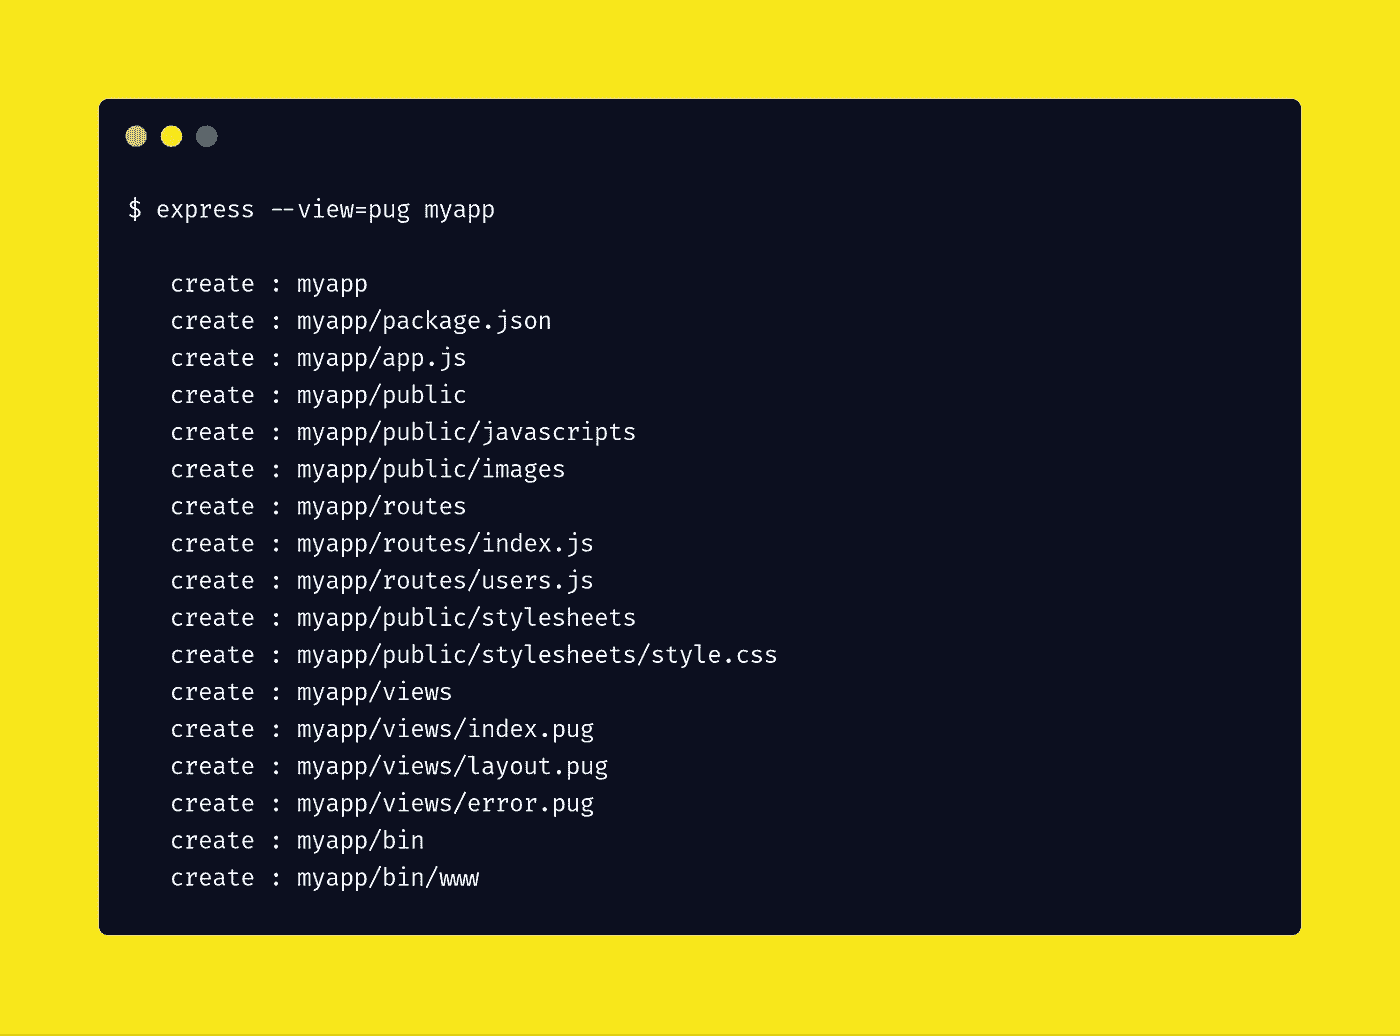 $ express --view=pug myapp
create : myapp
create : myapp/package.json
create : myapp/app.js
create : myapp/public
create : myapp/public/javascripts
create : myapp/public/images
create : myapp/routes
create : myapp/routes/index.js
create : myapp/routes/users.js
create : myapp/public/stylesheets
create : myapp/public/stylesheets/style.css
create : myapp/views
create : myapp/views/index.pug
create : myapp/views/layout.pug
create : myapp/views/error.pug
create : myapp/bin
create : myapp/bin/www